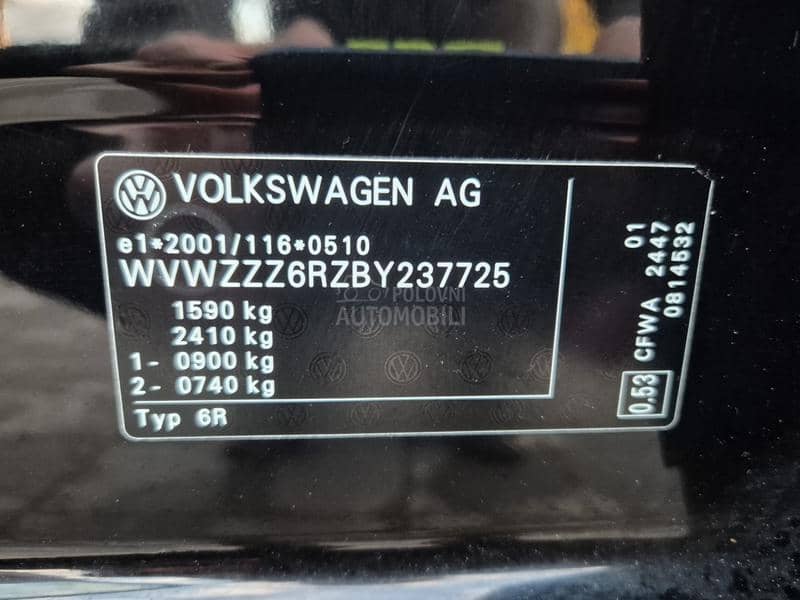 VOLKSWAGEN AG
e1*2001/116*0510
WVWZZZ6RZBY237725
1590 kg
2410 kg
1- 0900 kg
2- 0740 kg
Typ 6R
01
CFWA 2447
0814532
0.53
POLOVNI
AUTOMOBILI